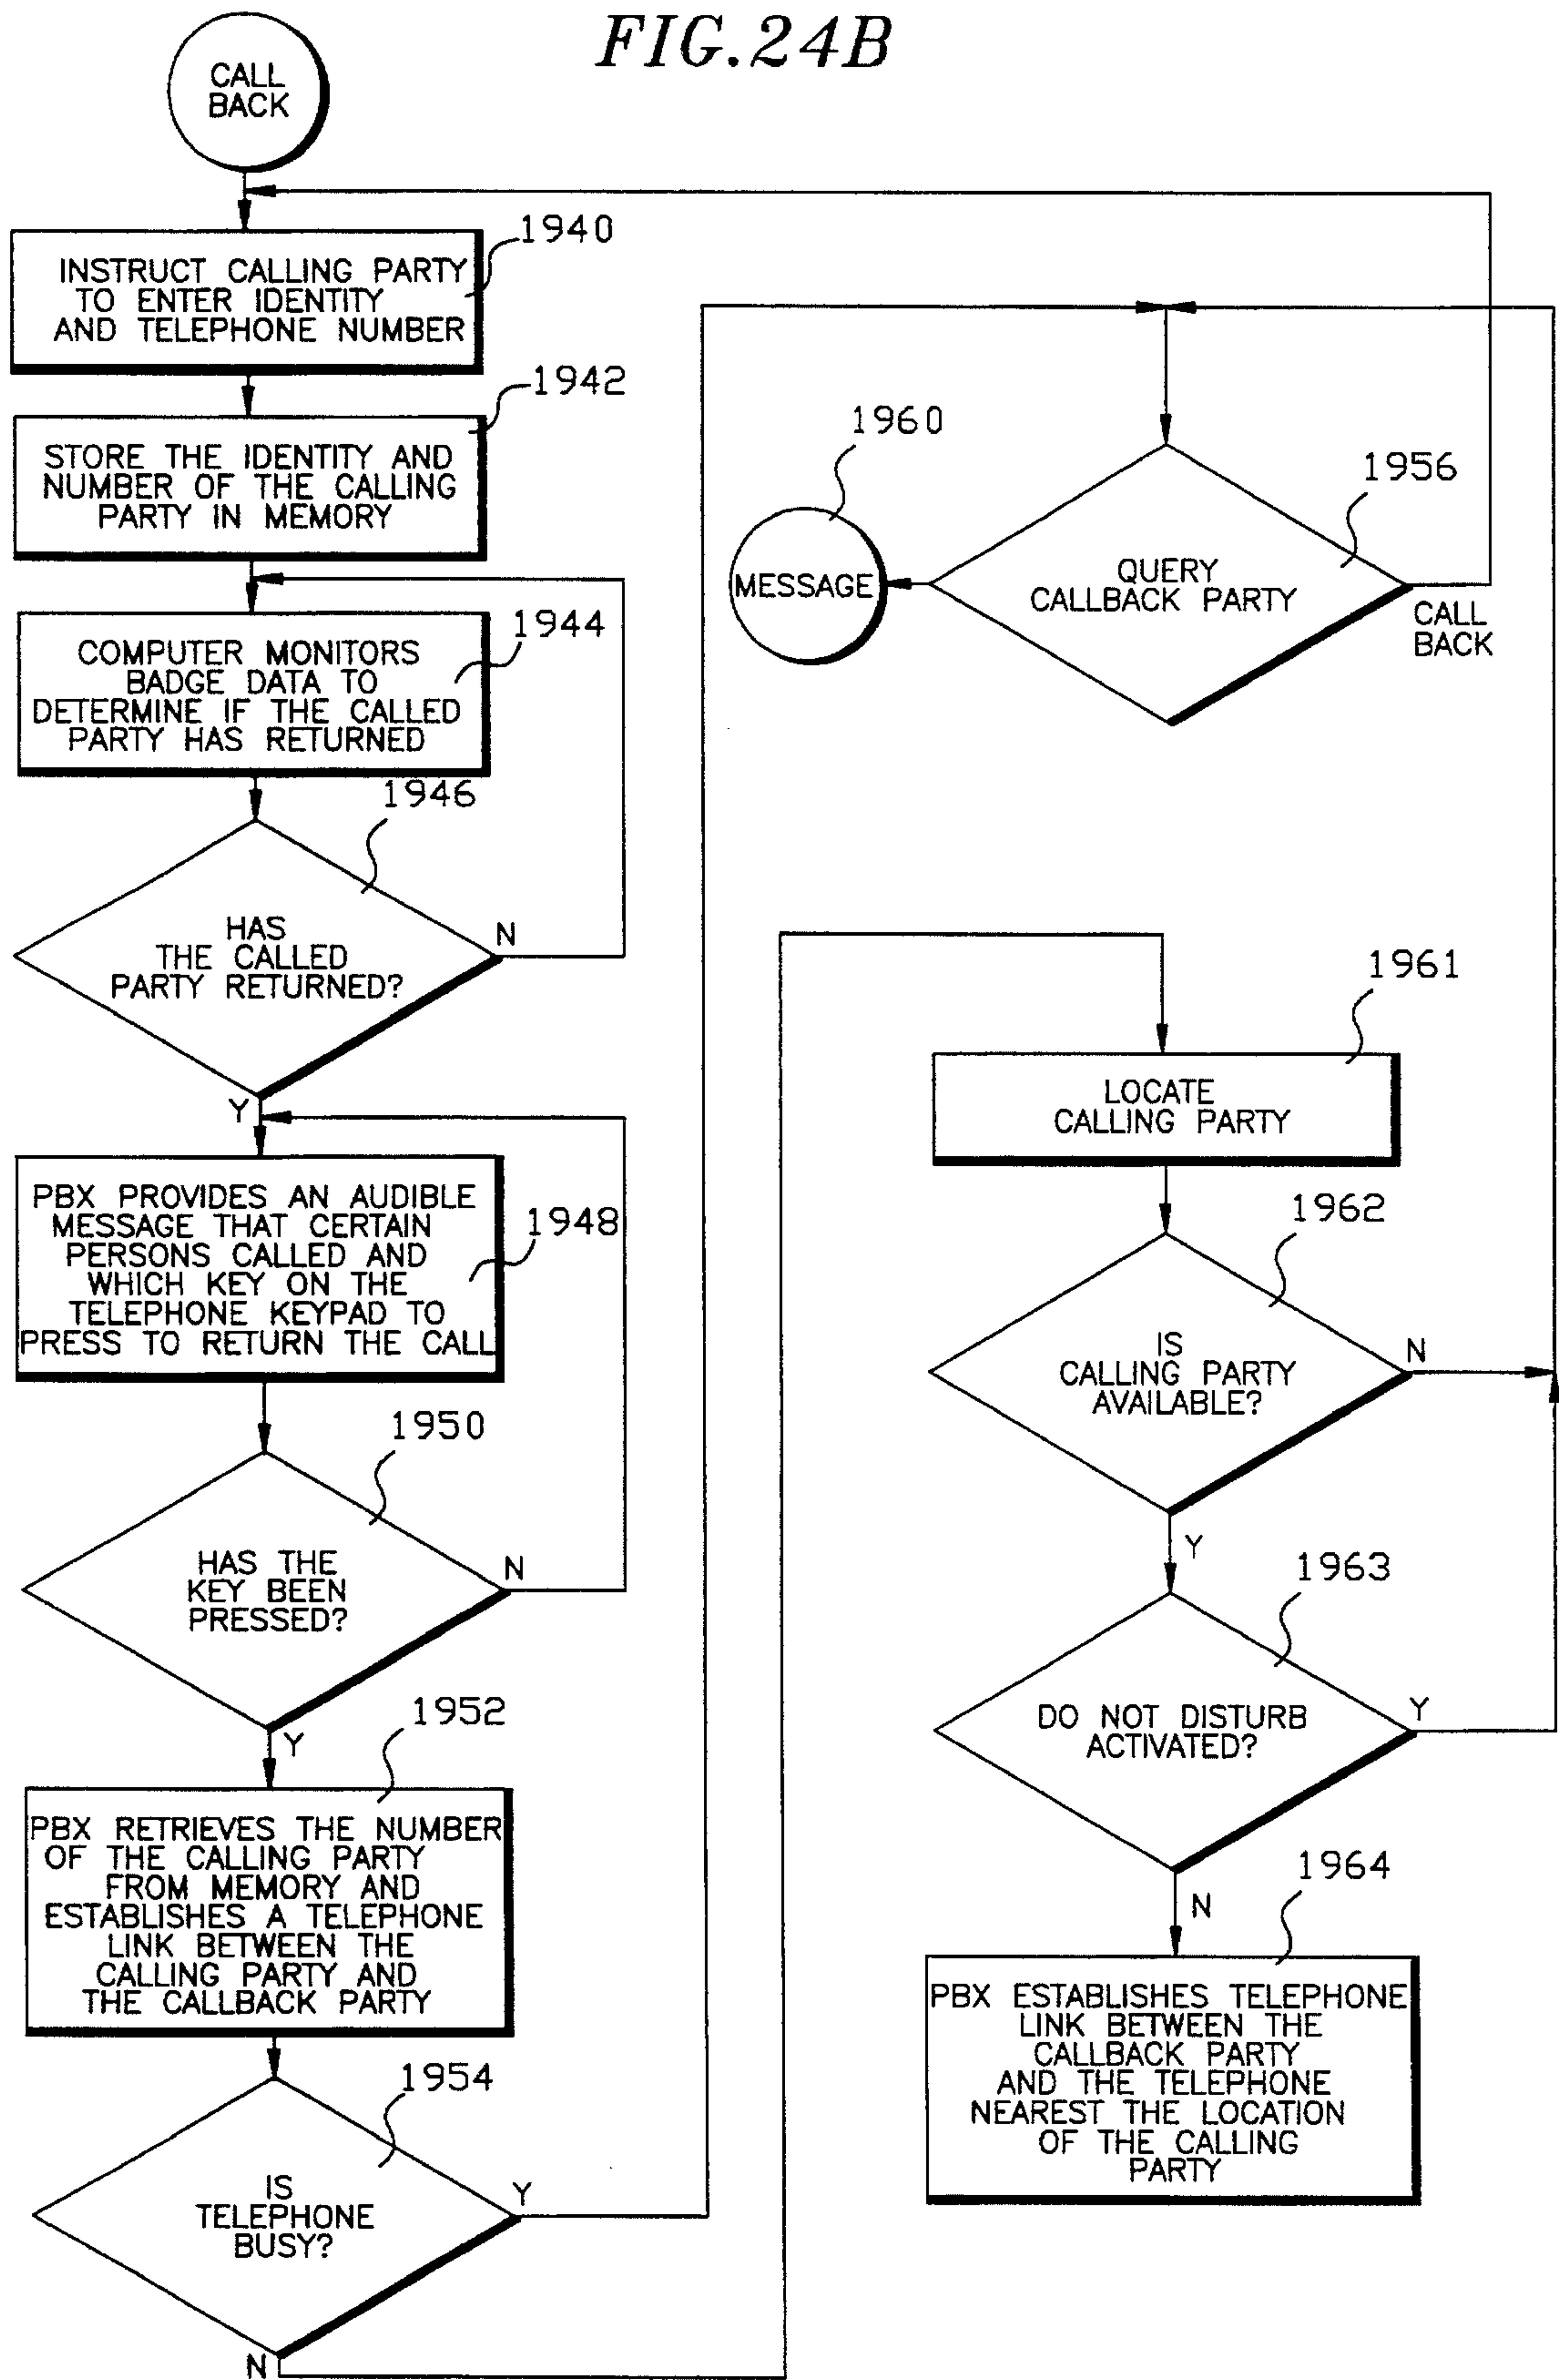 FIG.24B
CALL
BACK
1940
INSTRUCT CALLING PARTY
TO ENTER IDENTITY
AND TELEPHONE NUMBER
1942
STORE THE IDENTITY AND
NUMBER OF THE CALLING
PARTY IN MEMORY
1944
COMPUTER MONITORS
BADGE DATA TO
DETERMINE IF THE CALLED
PARTY HAS RETURNED
1946
HAS
THE CALLED
PARTY RETURNED?
N
Y
PBX PROVIDES AN AUDIBLE
MESSAGE THAT CERTAIN
PERSONS CALLED AND
WHICH KEY ON THE
TELEPHONE KEYPAD TO
PRESS TO RETURN THE CALL
1948
1950
HAS THE
KEY BEEN
PRESSED?
N
Y
1952
PBX RETRIEVES THE NUMBER
OF THE CALLING PARTY
FROM MEMORY AND
ESTABLISHES A TELEPHONE
LINK BETWEEN THE
CALLING PARTY AND
THE CALLBACK PARTY
1954
IS
TELEPHONE
BUSY?
Y
N
1960
MESSAGE
1956
QUERY
CALLBACK PARTY
CALL
BACK
1961
LOCATE
CALLING PARTY
1962
IS
CALLING PARTY
AVAILABLE?
N
Y
1963
DO NOT DISTURB
ACTIVATED?
Y
N
1964
PBX ESTABLISHES TELEPHONE
LINK BETWEEN THE
CALLBACK PARTY
AND THE TELEPHONE
NEAREST THE LOCATION
OF THE CALLING
PARTY